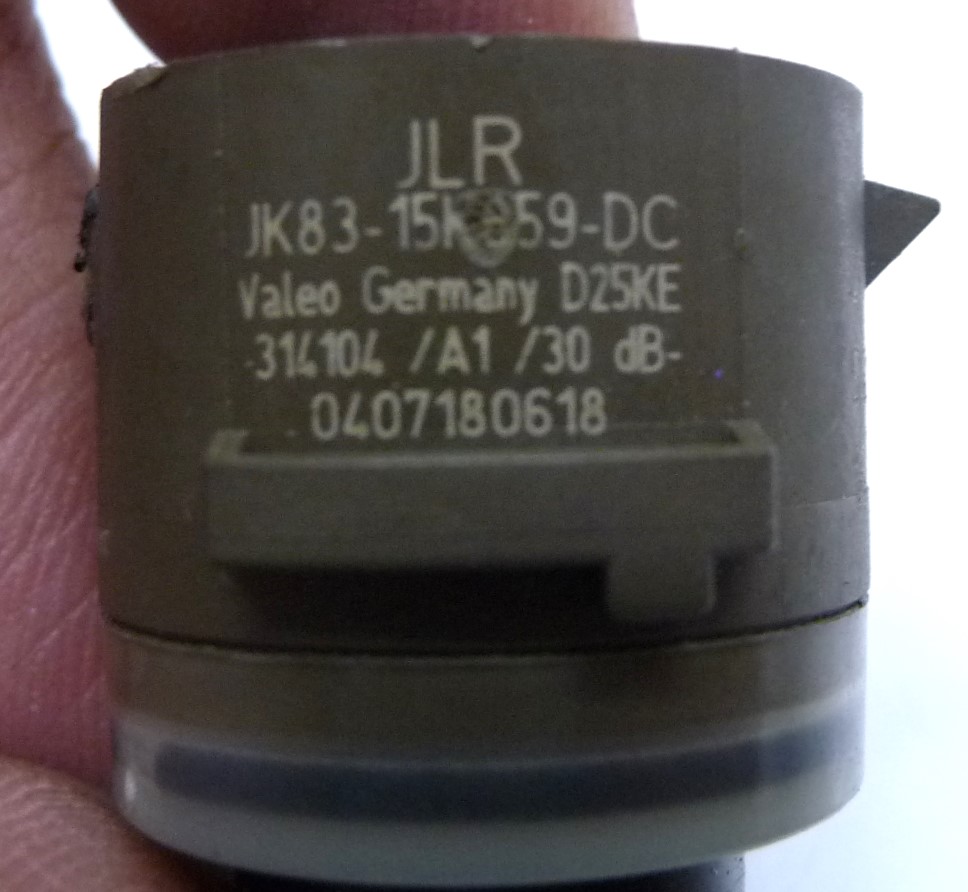 JLR
Valeo Germany D25KE
-314104 /A1 /30 dB-
0407180618